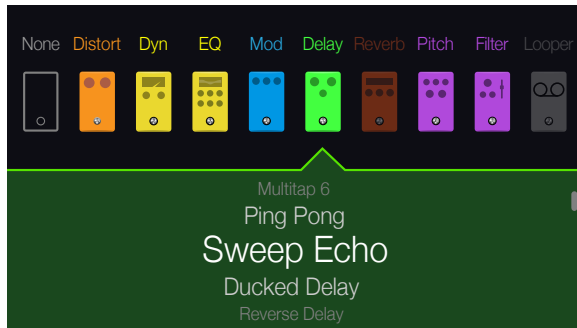 None Distort Dyn EQ Mod Delay Reverb Pitch Filter Looper
Multitap 6
Ping Pong
Sweep Echo
Ducked Delay
Reverse Delay